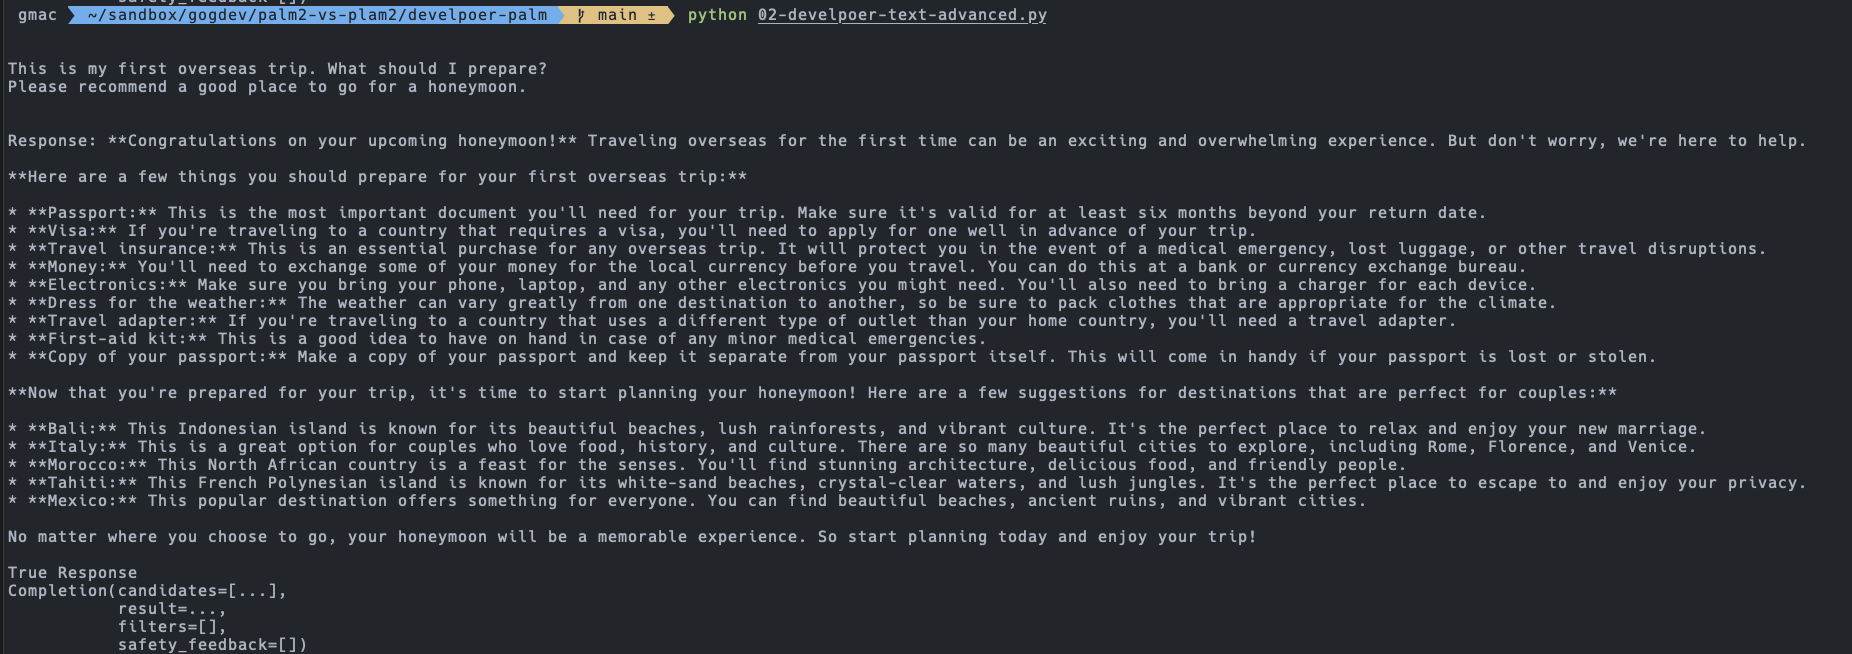 safety_feedback=[])
gmac ~/sandbox/gogdev/palm2-vs-plam2/develpoer-palm main ± python 02-develpoer-text-advanced.py
This is my first overseas trip. What should I prepare?
Please recommend a good place to go for a honeymoon.
Response: **Congratulations on your upcoming honeymoon!** Traveling overseas for the first time can be an exciting and overwhelming experience. But don't worry, we're here to help.
**Here are a few things you should prepare for your first overseas trip:**
* **Passport:** This is the most important document you'll need for your trip. Make sure it's valid for at least six months beyond your return date.
* **Visa:** If you're traveling to a country that requires a visa, you'll need to apply for one well in advance of your trip.
* **Travel insurance:** This is an essential purchase for any overseas trip. It will protect you in the event of a medical emergency, lost luggage, or other travel disruptions.
* **Money:** You'll need to exchange some of your money for the local currency before you travel. You can do this at a bank or currency exchange bureau.
* **Electronics:** Make sure you bring your phone, laptop, and any other electronics you might need. You'll also need to bring a charger for each device.
* **Dress for the weather:** The weather can vary greatly from one destination to another, so be sure to pack clothes that are appropriate for the climate.
* **Travel adapter:** If you're traveling to a country that uses a different type of outlet than your home country, you'll need a travel adapter.
* **First-aid kit:** This is a good idea to have on hand in case of any minor medical emergencies.
* **Copy of your passport:** Make a copy of your passport and keep it separate from your passport itself. This will come in handy if your passport is lost or stolen.
**Now that you're prepared for your trip, it's time to start planning your honeymoon! Here are a few suggestions for destinations that are perfect for couples:**
* **Bali:** This Indonesian island is known for its beautiful beaches, lush rainforests, and vibrant culture. It's the perfect place to relax and enjoy your new marriage.
* **Italy:** This is a great option for couples who love food, history, and culture. There are so many beautiful cities to explore, including Rome, Florence, and Venice.
* **Morocco:** This North African country is a feast for the senses. You'll find stunning architecture, delicious food, and friendly people.
* **Tahiti:** This French Polynesian island is known for its white-sand beaches, crystal-clear waters, and lush jungles. It's the perfect place to escape to and enjoy your privacy.
* **Mexico:** This popular destination offers something for everyone. You can find beautiful beaches, ancient ruins, and vibrant cities.
No matter where you choose to go, your honeymoon will be a memorable experience. So start planning today and enjoy your trip!
True Response
Completion(candidates=[...],
result=...,
filters=[],
safety_feedback=[])